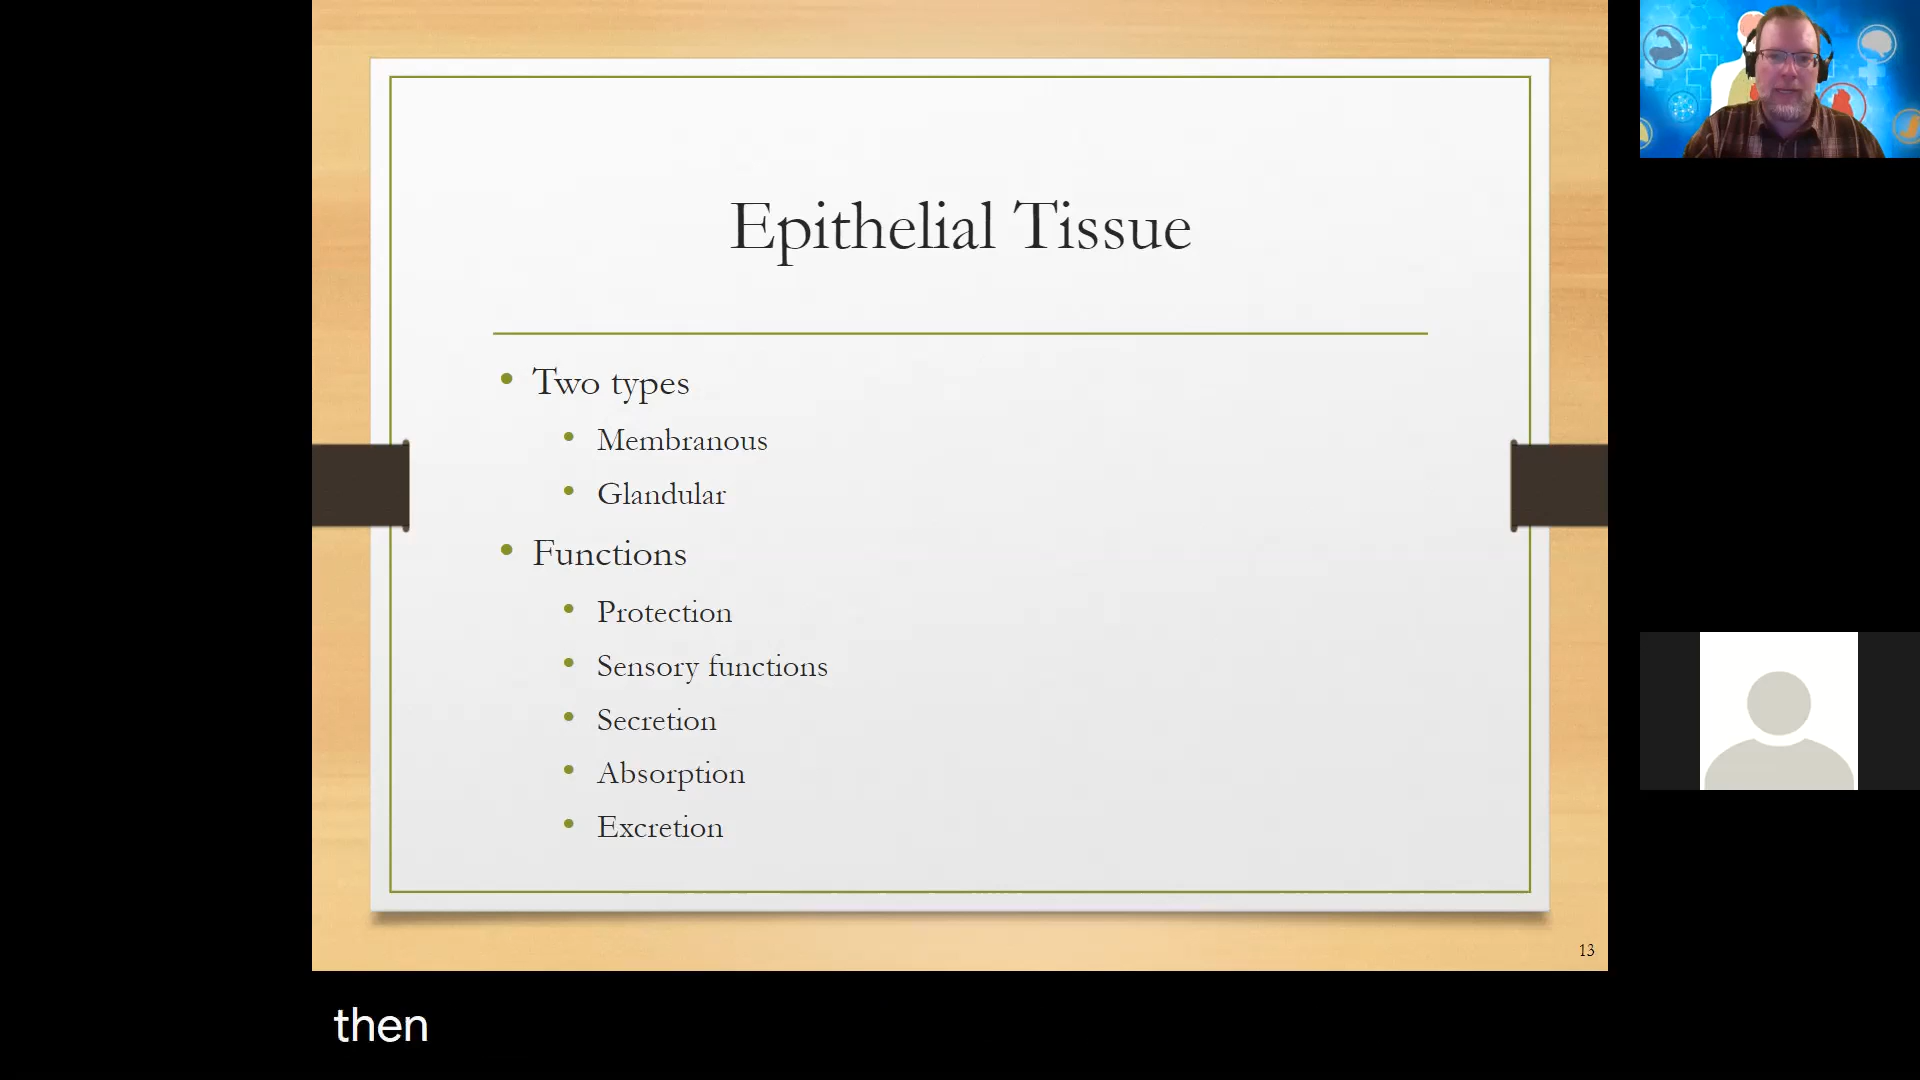 Epithelial Tissue
• Two types
• Membranous
• Glandular
• Functions
• Protection
• Sensory functions
• Secretion
• Absorption
• Excretion
13
then